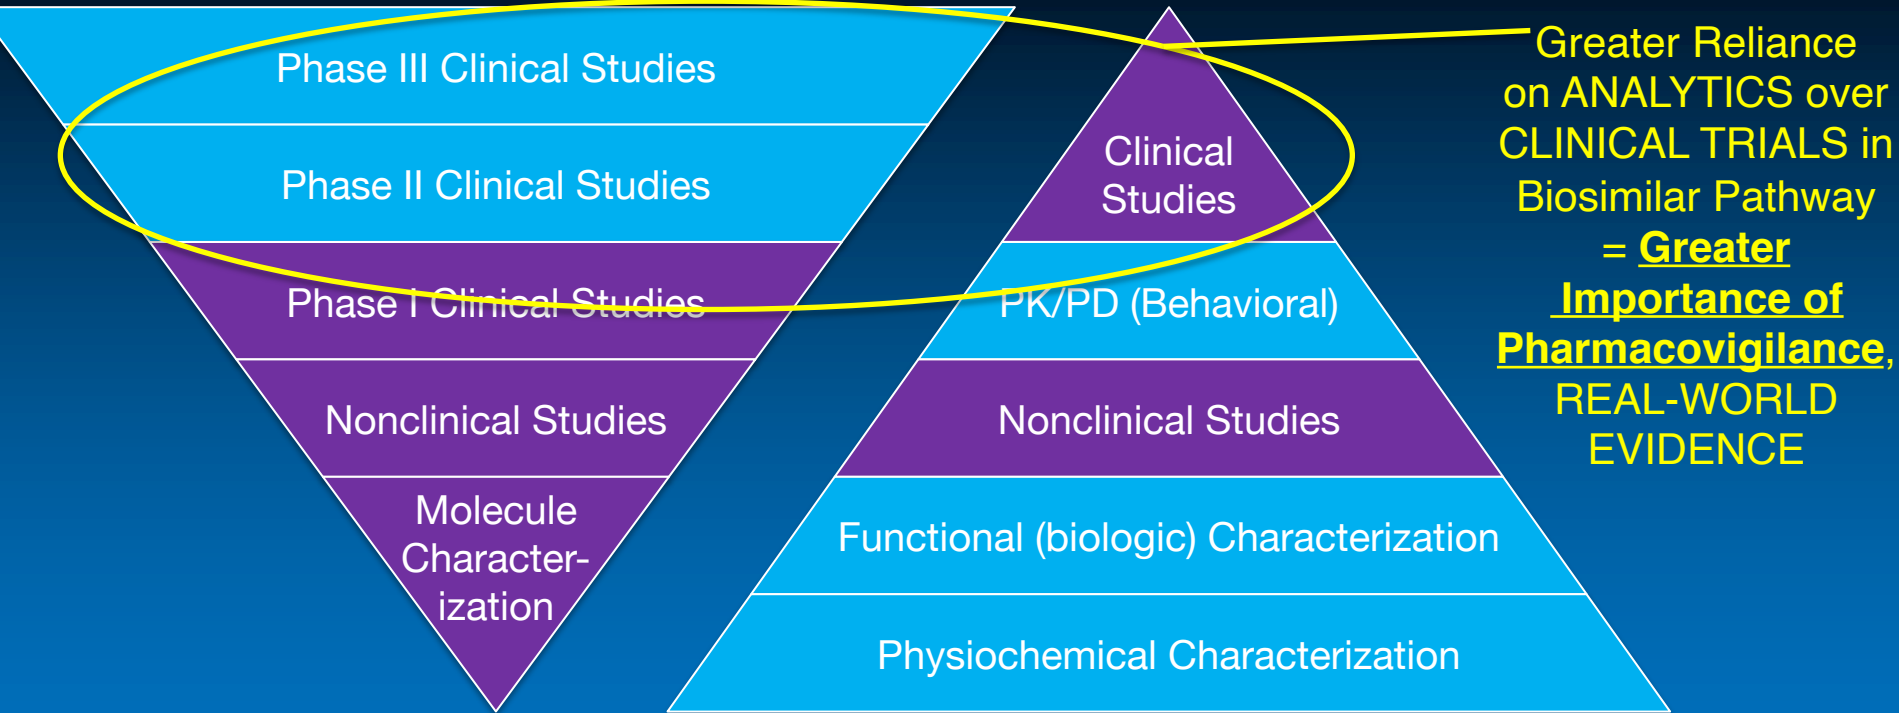 Phase III Clinical Studies
Phase II Clinical Studies
Phase I Clinical Studies
Nonclinical Studies
Molecule
Character-
ization
Clinical
Studies
PK/PD (Behavioral)
Nonclinical Studies
Functional (biologic) Characterization
Physiochemical Characterization
Greater Reliance
on ANALYTICS over
CLINICAL TRIALS in
Biosimilar Pathway
= Greater
Importance of
Pharmacovigilance,
REAL-WORLD
EVIDENCE